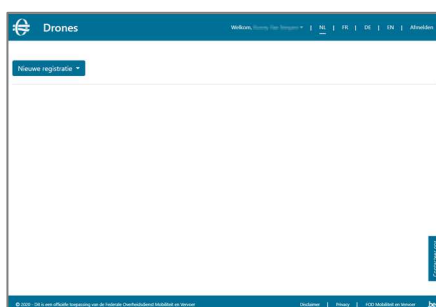 Drones
Welkom, | NL | FR | DE | EN | Afmelden
Nieuwe registratie
© 2020 - Dit is een officiële toepassing van de Federale Overheidsdienst Mobiliteit en Vervoer
Disclaimer | Privacy | FOD Mobiliteit en Vervoer